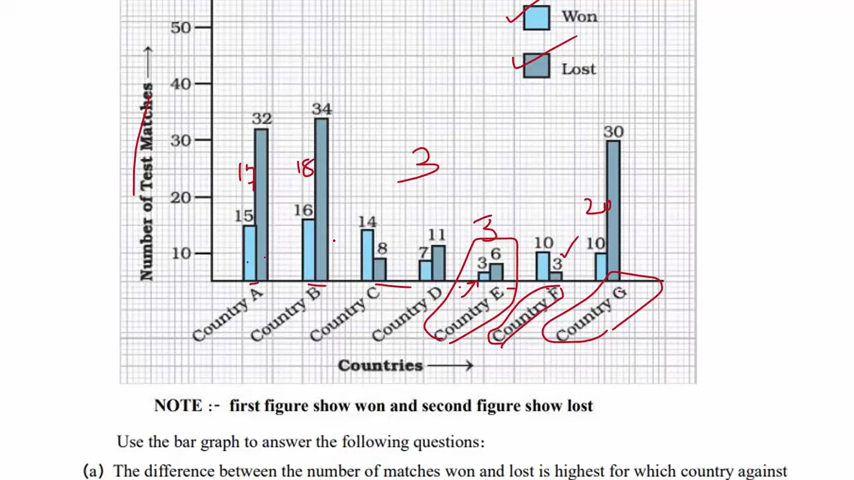 50
Won
Lost
40
34
32
30
30
17
18
3
20
20
16
15
14
3
11
10
10
10
8
7
6
3
3
Number of Test Matches
Country A
Country B
Country C
Country D
Country E
Country F
Country G
Countries
NOTE :- first figure show won and second figure show lost
Use the bar graph to answer the following questions:
(a) The difference between the number of matches won and lost is highest for which country against